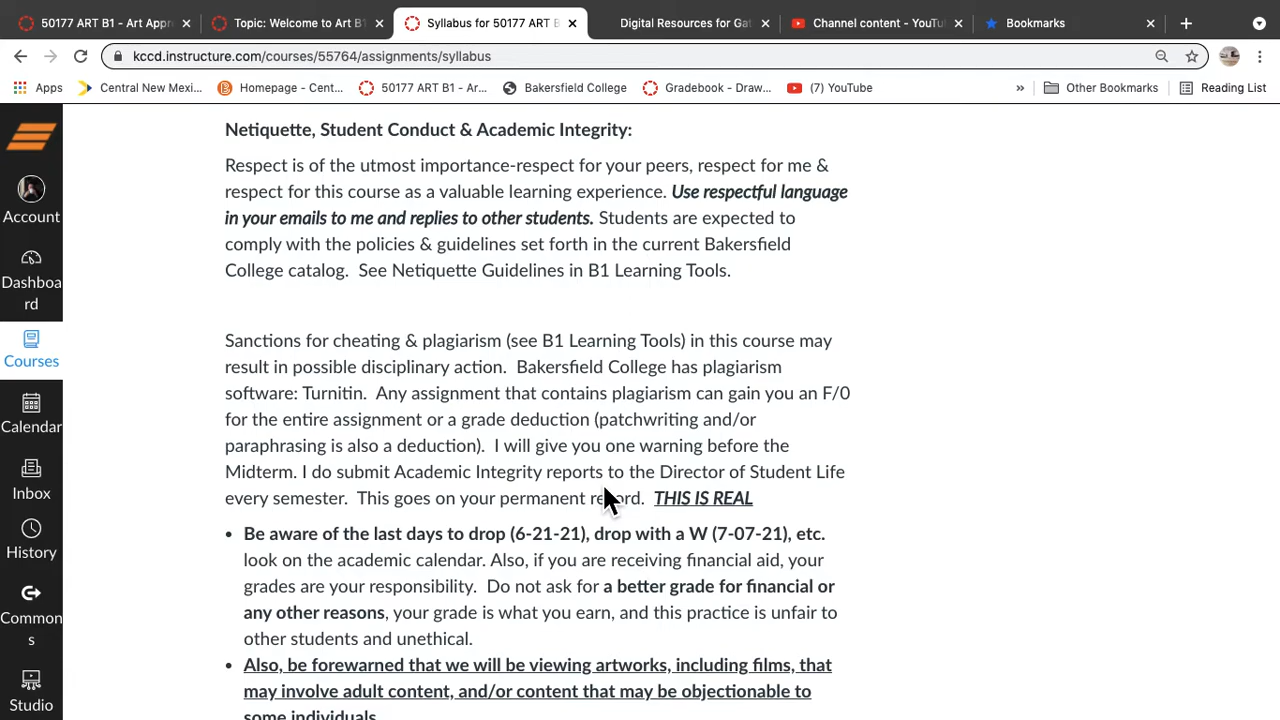 50177 ART B1 - Art Appre
Topic: Welcome to Art B1
Syllabus for 50177 ART B
Digital Resources for Gat
Channel content - YouTu
Bookmarks
kccd.instructure.com/courses/55764/assignments/syllabus
Apps
Central New Mexi...
Homepage - Cent...
50177 ART B1 - Ar...
Bakersfield College
Gradebook - Draw...
(7) YouTube
»
Other Bookmarks
Reading List
Account
Dashboa
rd
Courses
Calendar
Inbox
History
Common
s
Studio
Netiquette, Student Conduct & Academic Integrity:
Respect is of the utmost importance-respect for your peers, respect for me &
respect for this course as a valuable learning experience. Use respectful language
in your emails to me and replies to other students. Students are expected to
comply with the policies & guidelines set forth in the current Bakersfield
College catalog. See Netiquette Guidelines in B1 Learning Tools.
Sanctions for cheating & plagiarism (see B1 Learning Tools) in this course may
result in possible disciplinary action. Bakersfield College has plagiarism
software: Turnitin. Any assignment that contains plagiarism can gain you an F/0
for the entire assignment or a grade deduction (patchwriting and/or
paraphrasing is also a deduction). I will give you one warning before the
Midterm. I do submit Academic Integrity reports to the Director of Student Life
every semester. This goes on your permanent record. THIS IS REAL
• Be aware of the last days to drop (6-21-21), drop with a W (7-07-21), etc.
look on the academic calendar. Also, if you are receiving financial aid, your
grades are your responsibility. Do not ask for a better grade for financial or
any other reasons, your grade is what you earn, and this practice is unfair to
other students and unethical.
• Also, be forewarned that we will be viewing artworks, including films, that
may involve adult content, and/or content that may be objectionable to
some individuals.